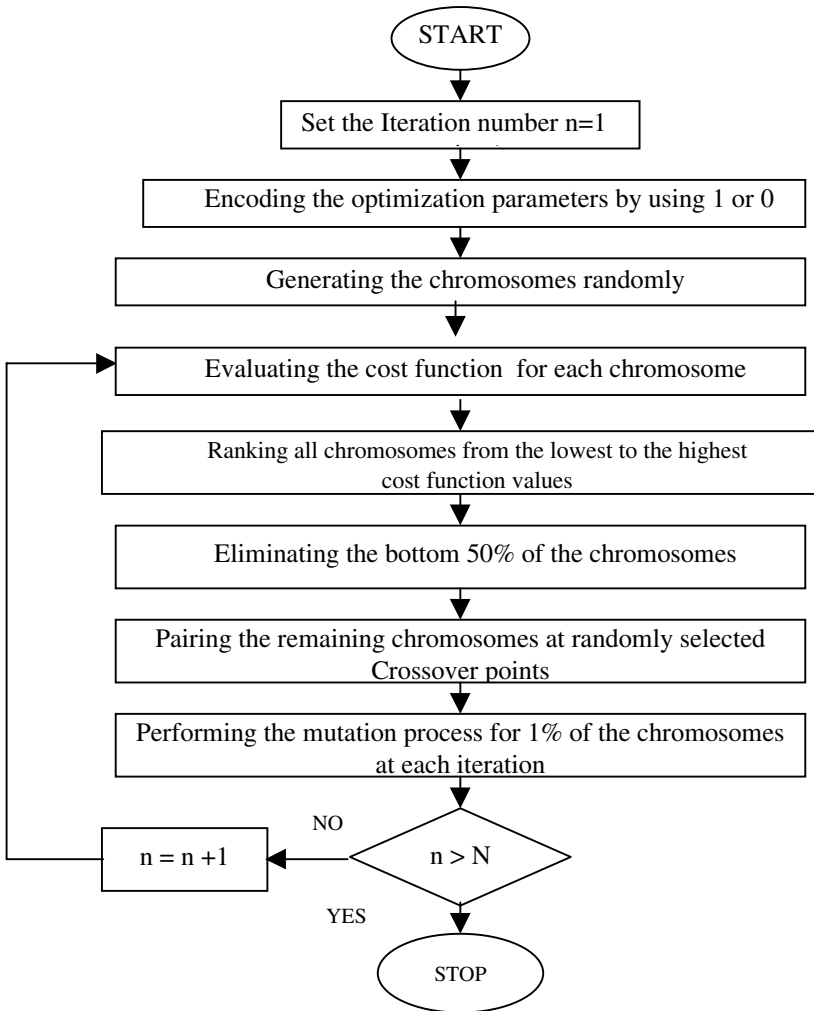 START
Set the Iteration number n=1
Encoding the optimization parameters by using 1 or 0
Generating the chromosomes randomly
Evaluating the cost function for each chromosome
Ranking all chromosomes from the lowest to the highest
cost function values
Eliminating the bottom 50% of the chromosomes
Pairing the remaining chromosomes at randomly selected
Crossover points
Performing the mutation process for 1% of the chromosomes
at each iteration
NO
n = n +1
n > N
YES
STOP